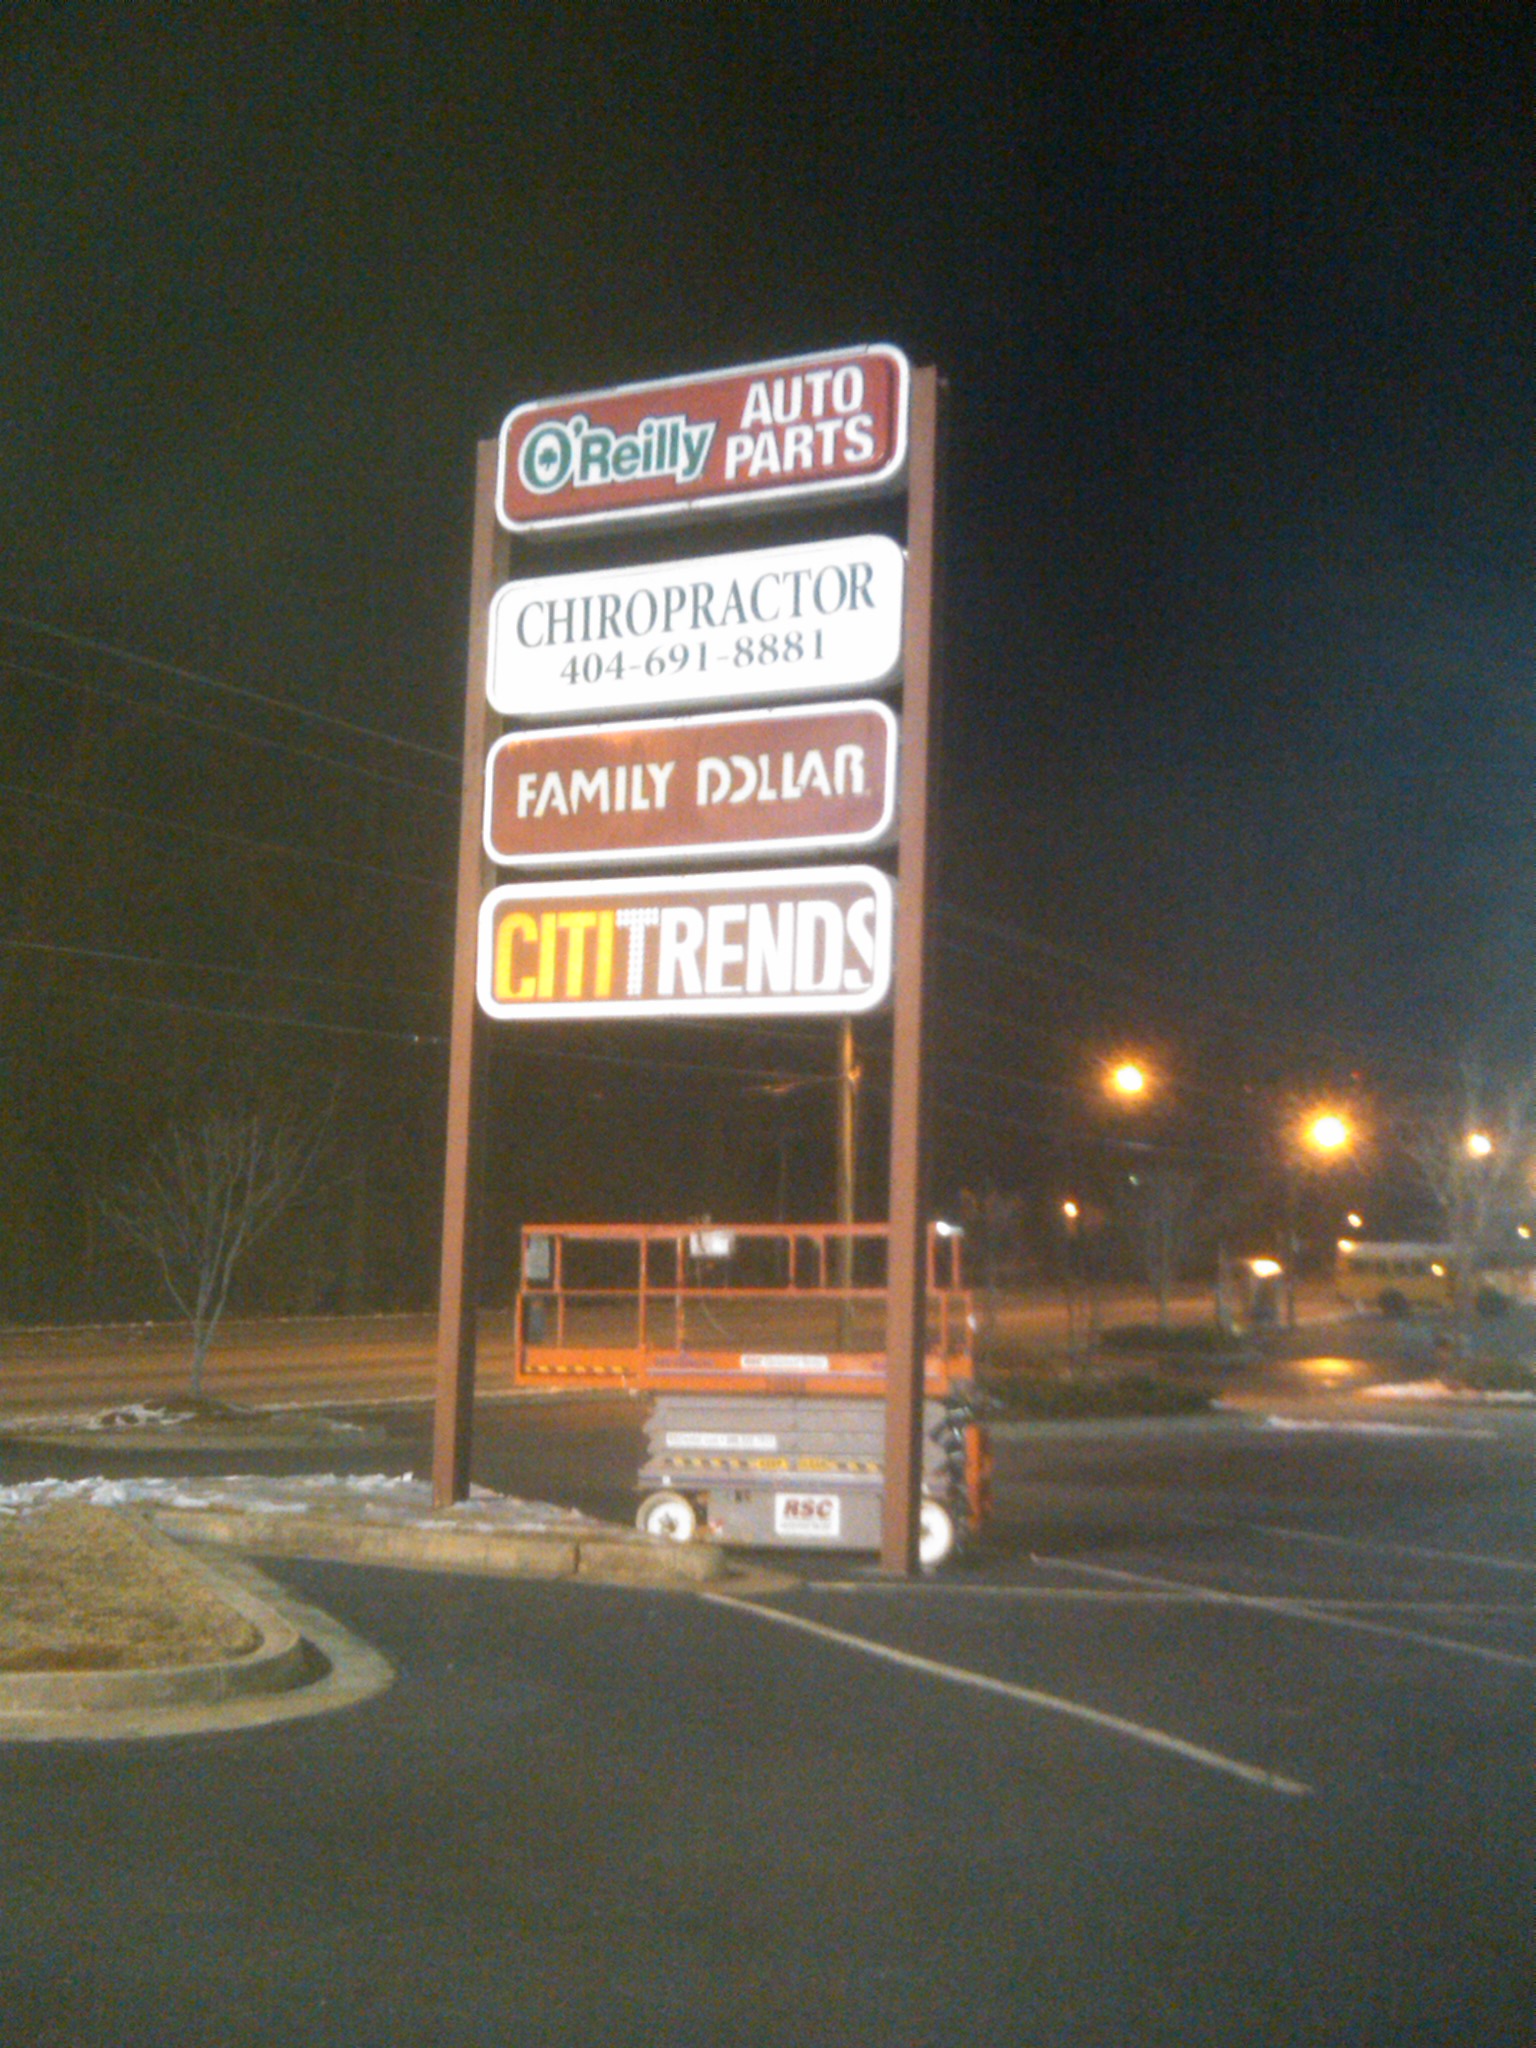 O'Reilly AUTO
PARTS
CHIROPRACTOR
404-691-8881
FAMILY DOLLAR
CITITRENDS
RSC